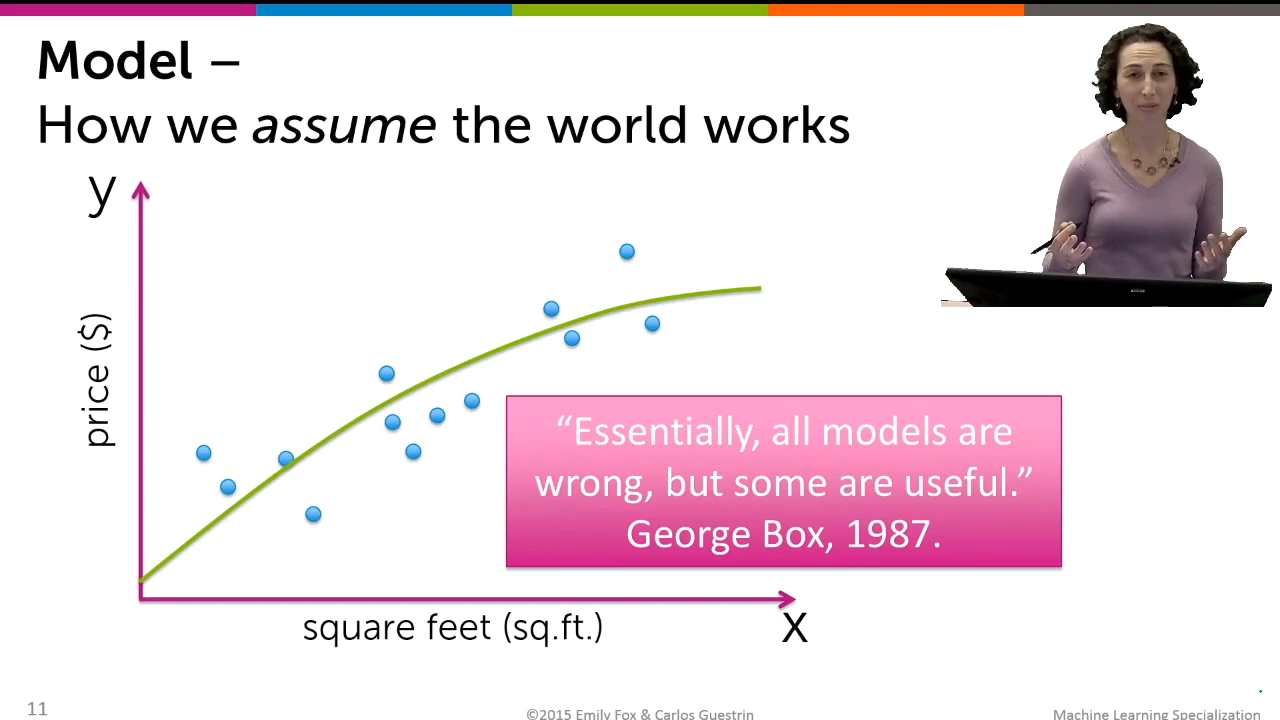 Model –
How we assume the world works
y
price ($)
“Essentially, all models are
wrong, but some are useful.”
George Box, 1987.
square feet (sq.ft.)
x
11
©2015 Emily Fox & Carlos Guestrin
Machine Learning Specialization